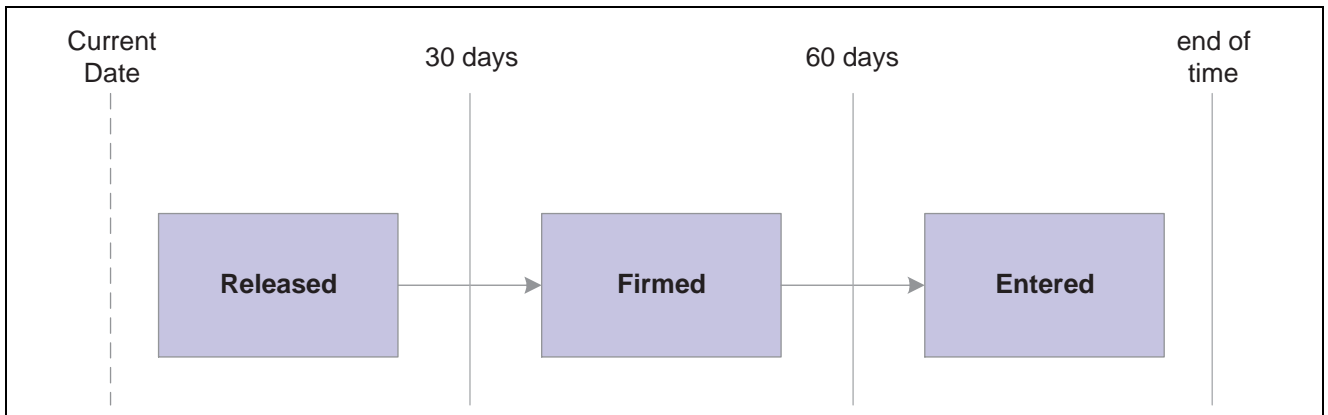 Current
Date
30 days
60 days
end of
time
Released
Firmed
Entered